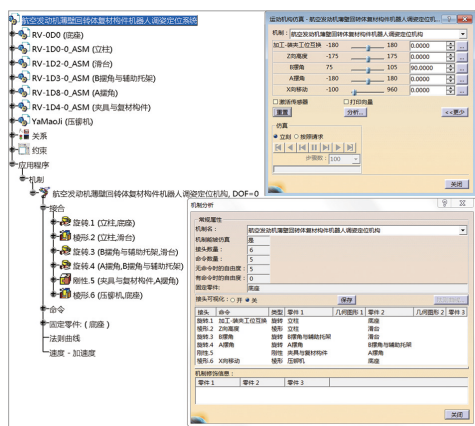 航空发动机薄壁回转体复材构件机器人调姿定位系统
RV-0D0 (底座)
RV-1D0-0_ASM (立柱)
RV-1D2-0_ASM (滑台)
RV-1D3-0_ASM (B摆角与辅助托架)
RV-1D8-0_ASM (A摆角)
RV-1D4-0_ASM (夹具与复材构件)
YaMaoJi (压铆机)
关系
约束
应用程序
机制
航空发动机薄壁回转体复材构件机器人调姿定位机构, DOF=0
接合
旋转.1 (立柱,底座)
棱形.2 (立柱,滑台)
旋转.3 (B摆角与辅助托架,滑台)
旋转.4 (A摆角,B摆角与辅助托架)
刚性.5 (夹具与复材构件,A摆角)
棱形.6 (压铆机,底座)
命令
固定零件: ( 底座 )
法则曲线
速度 - 加速度
运动机构仿真 - 航空发动机薄壁回转体复材构件机器人调姿定位机...
机制: 航空发动机薄壁回转体复材构件机器人调姿定位机构
加工-装夹工位互换 -180 180 0.0000 ...
Z向高度 -175 175 0.0000 ...
B摆角 75 105 90.0000 ...
A摆角 -180 180 0.0000 ...
X向移动 -100 960 0.0000 ...
激活传感器 打印向量
重置 分析... <<更少
仿真
立刻 按照请求
步骤数: 100
关闭
机制分析
常规属性
机制名: 航空发动机薄壁回转体复材构件机器人调姿定位机构
机制能被仿真 是
接头数量: 6
命令数量: 5
无命令时的自由度: 5
有命令时的自由度: 0
固定零件: 底座
接头可视化: 开 关 保存
接头 命令 类型 零件 1 几何图形 1 零件 2 几何图形 2 零件 3
旋转.1 加工-装夹工位互换 旋转 立柱 底座
棱形.2 Z向高度 棱形 立柱 滑台
旋转.3 B摆角 旋转 B摆角与辅助托架 滑台
旋转.4 A摆角 旋转 A摆角 B摆角与辅助托架
刚性.5 刚性 夹具与复材构件 A摆角
棱形.6 X向移动 棱形 压铆机 底座
机制修饰信息:
零件 1 零件 2 零件 3
关闭